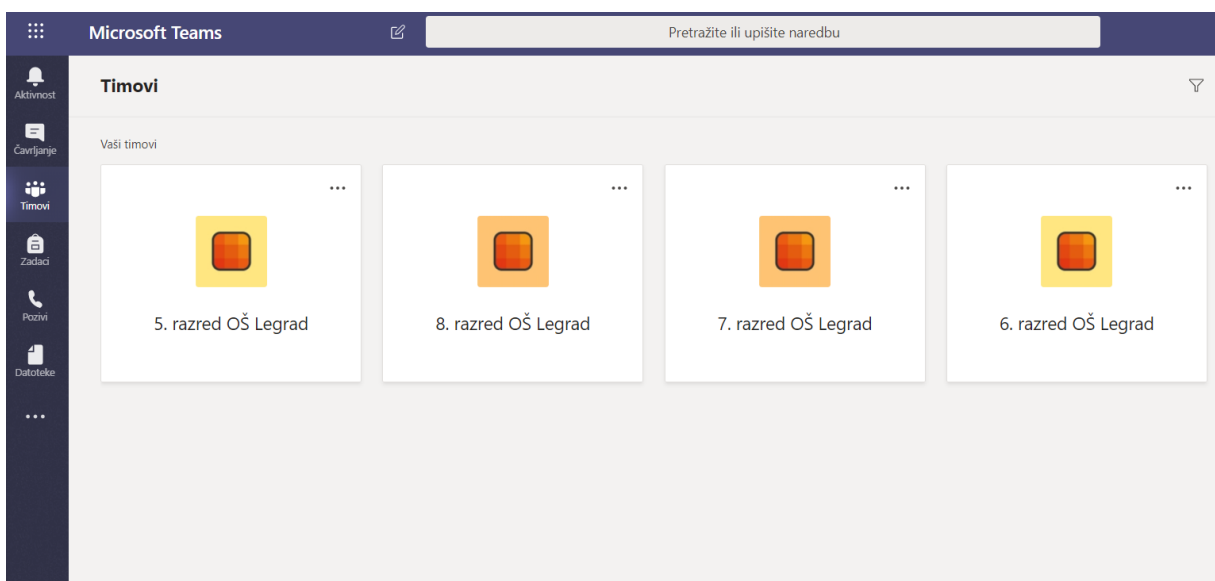 Microsoft Teams
Pretražite ili upišite naredbu
Aktivnost
Čavrljanje
Timovi
Zadaci
Pozivi
Datoteke
Timovi
Vaši timovi
5. razred OŠ Legrad
8. razred OŠ Legrad
7. razred OŠ Legrad
6. razred OŠ Legrad